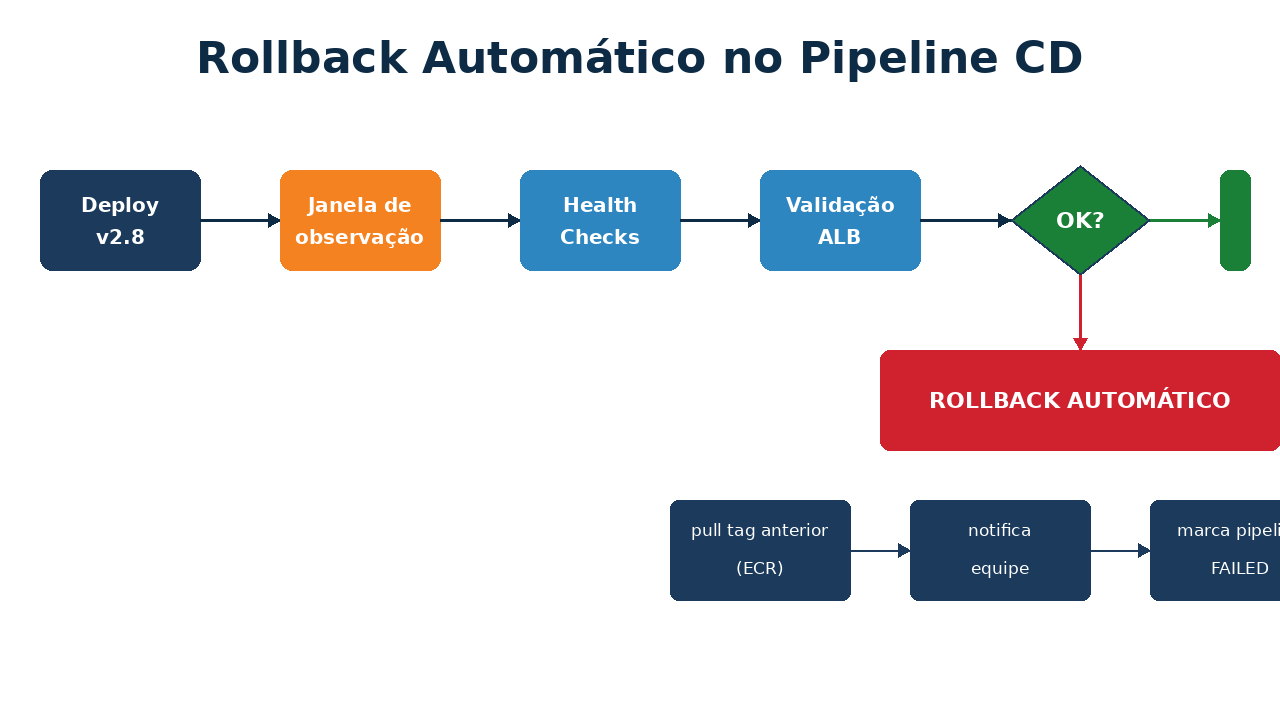 Rollback Automático no Pipeline CD
Deploy
v2.8
Janela de
observação
Health
Checks
Validação
ALB
OK?
ROLLBACK AUTOMÁTICO
pull tag anterior
(ECR)
notifica
equipe
marca
FAILED